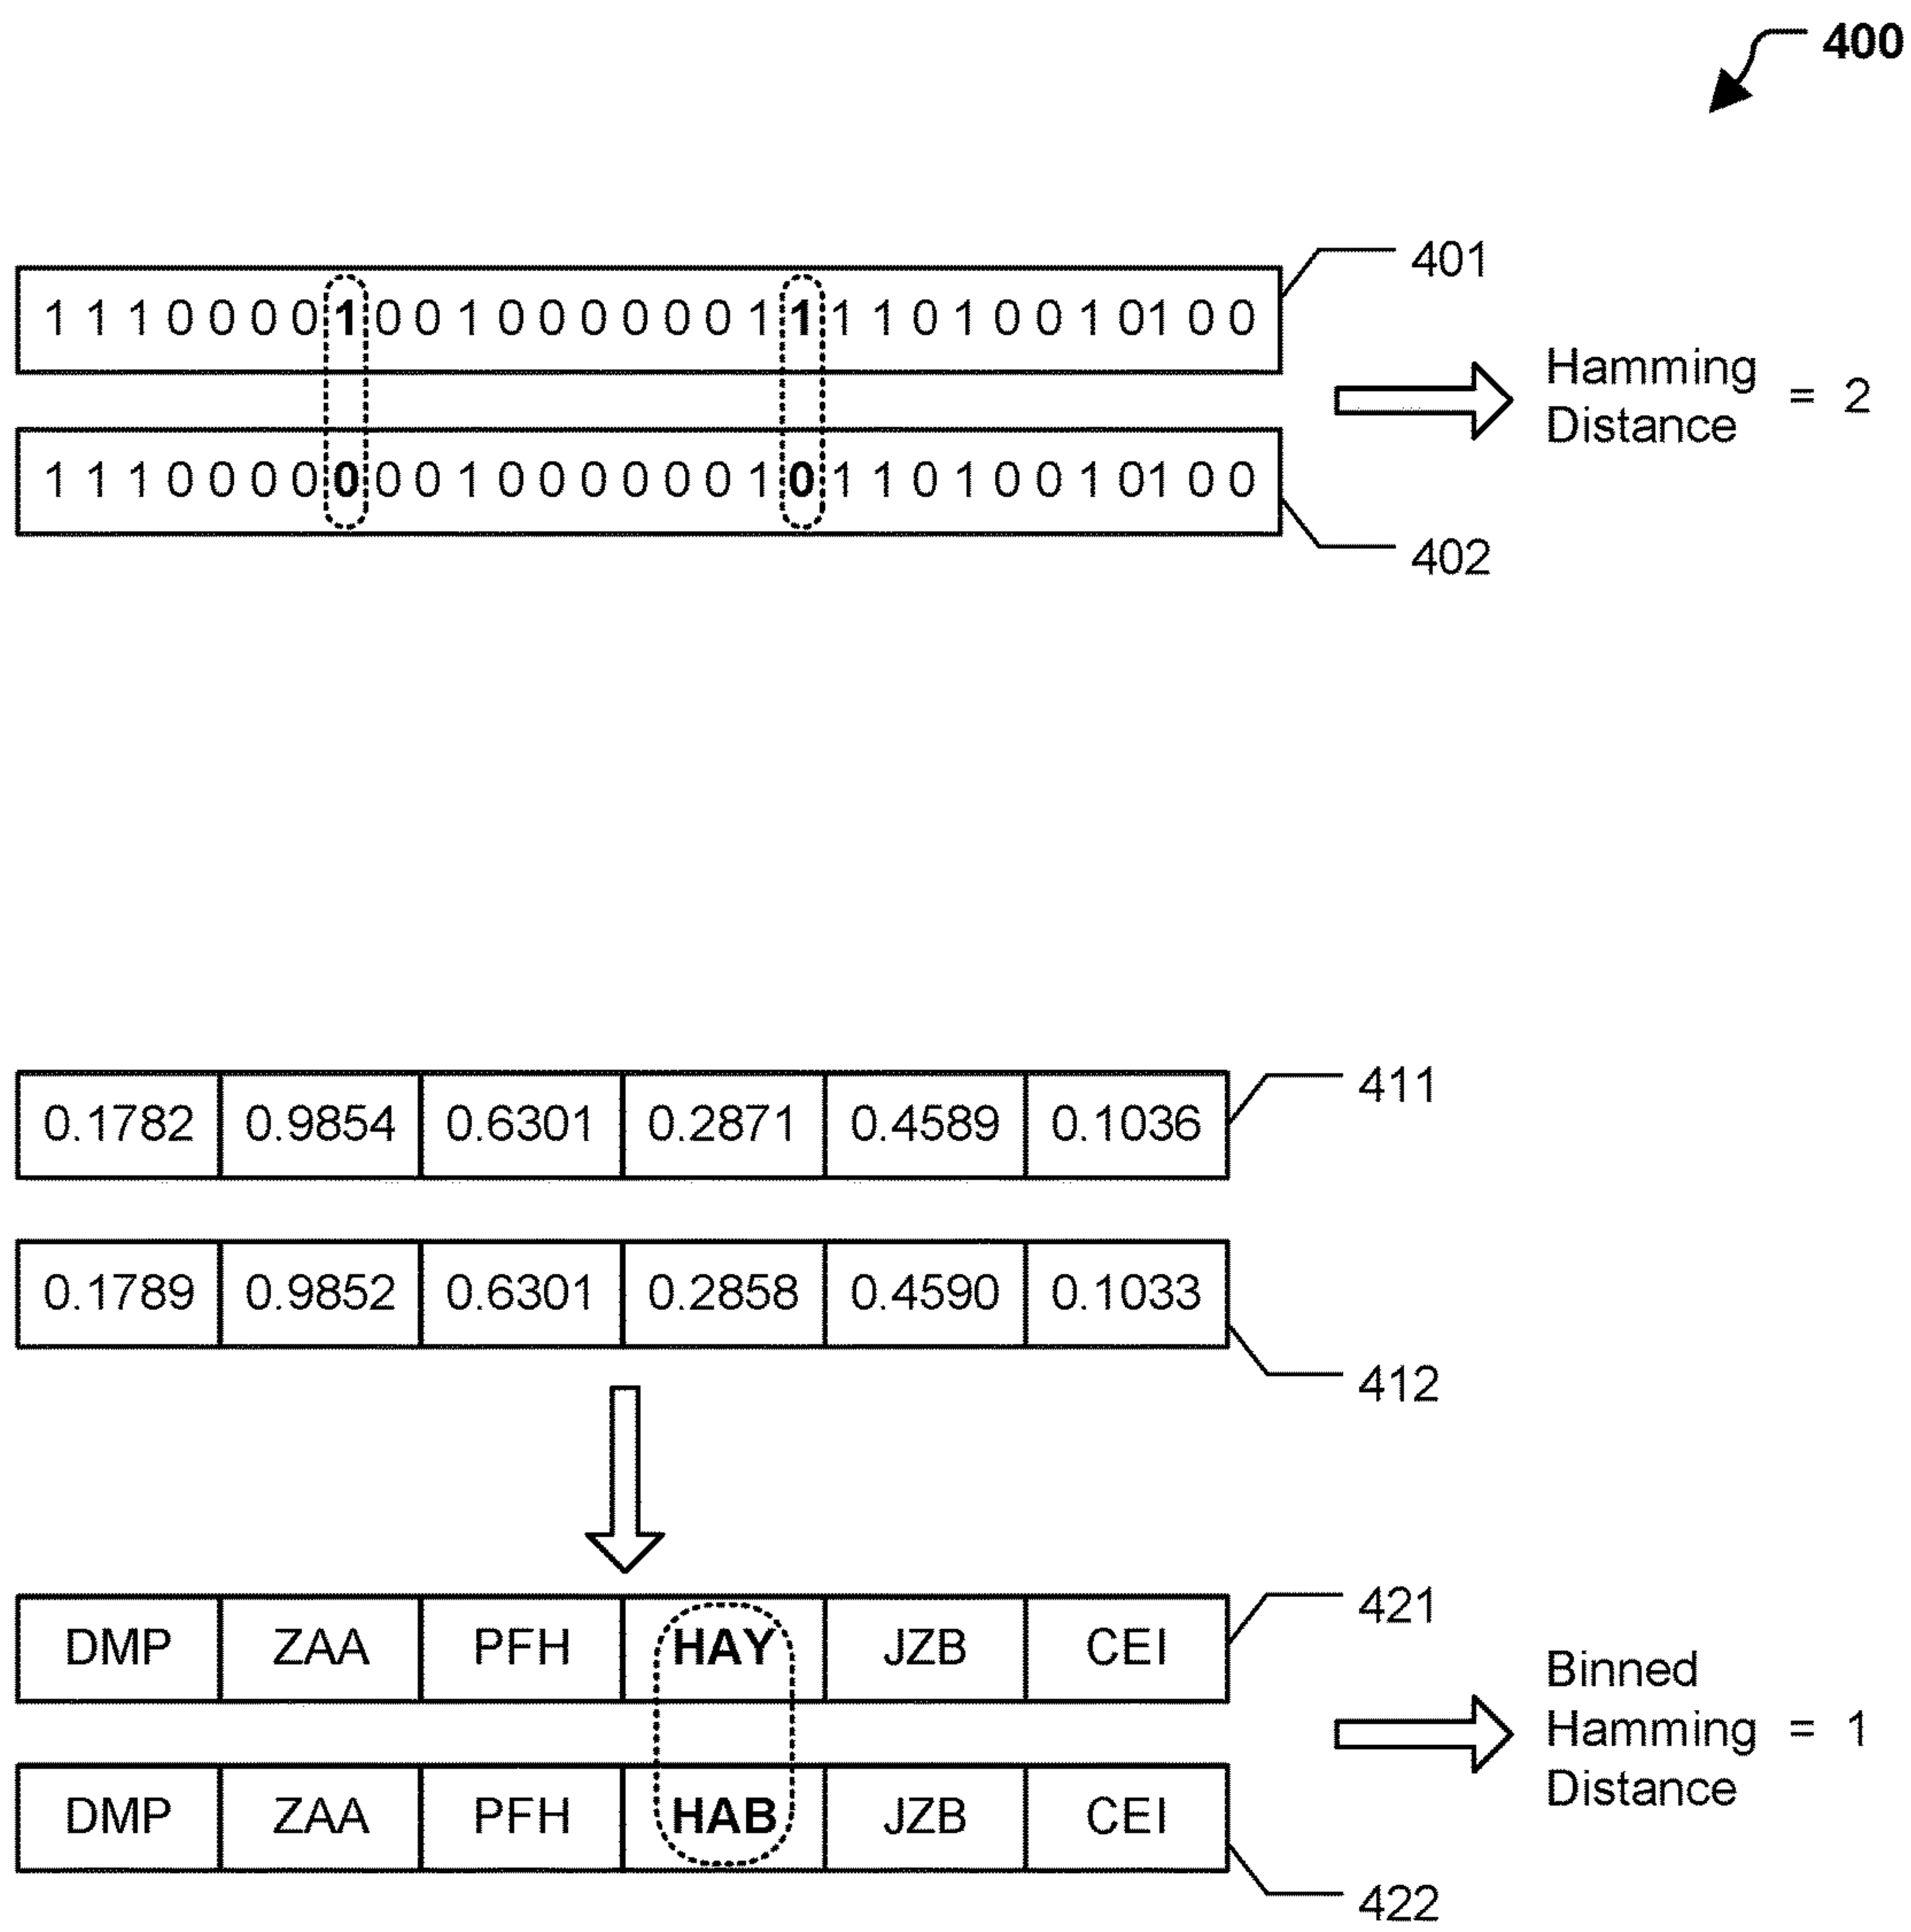 400
1 1 1 0 0 0 0 1 0 0 1 0 0 0 0 0 0 1 1 1 1 0 1 0 0 1 0 1 0 0
401
Hamming
Distance
= 2
1 1 1 0 0 0 0 0 0 0 1 0 0 0 0 0 0 1 0 1 1 0 1 0 0 1 0 1 0 0
402
0.1782 0.9854 0.6301 0.2871 0.4589 0.1036
411
0.1789 0.9852 0.6301 0.2858 0.4590 0.1033
412
DMP ZAA PFH HAY JZB CEI
421
Binned
Hamming
Distance
= 1
DMP ZAA PFH HAB JZB CEI
422